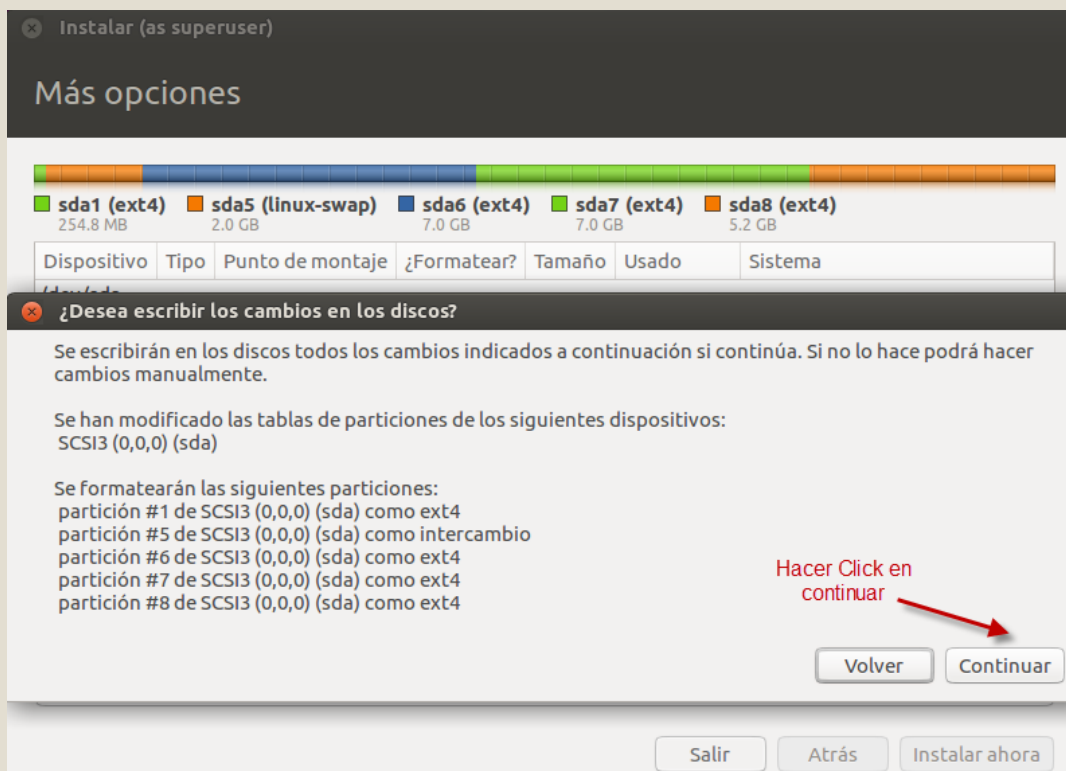 Instalar (as superuser)
Más opciones
sda1 (ext4) sda5 (linux-swap) sda6 (ext4) sda7 (ext4) sda8 (ext4)
254.8 MB 2.0 GB 7.0 GB 7.0 GB 5.2 GB
Dispositivo Tipo Punto de montaje ¿Formatear? Tamaño Usado Sistema
/dev/sda
¿Desea escribir los cambios en los discos?
Se escribirán en los discos todos los cambios indicados a continuación si continúa. Si no lo hace podrá hacer
cambios manualmente.
Se han modificado las tablas de particiones de los siguientes dispositivos:
SCSI3 (0,0,0) (sda)
Se formatearán las siguientes particiones:
partición #1 de SCSI3 (0,0,0) (sda) como ext4
partición #5 de SCSI3 (0,0,0) (sda) como intercambio
partición #6 de SCSI3 (0,0,0) (sda) como ext4
partición #7 de SCSI3 (0,0,0) (sda) como ext4
partición #8 de SCSI3 (0,0,0) (sda) como ext4
Hacer Click en
continuar
Volver Continuar
Salir Atrás Instalar ahora